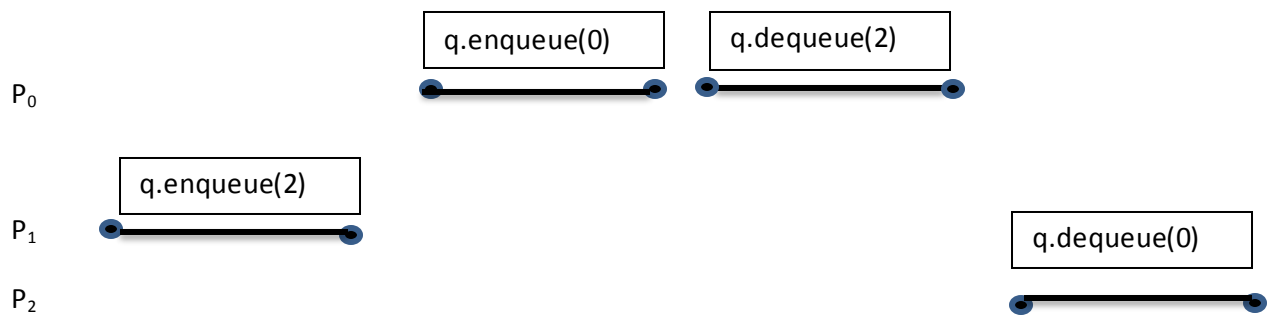 q.enqueue(0)
q.dequeue(2)
P₀
q.enqueue(2)
P₁
q.dequeue(0)
P₂